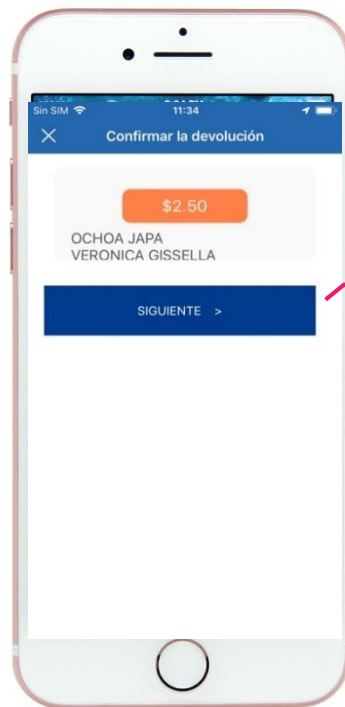 Sin SIM 11:34
Confirmar la devolución
$2.50
OCHOA JAPA
VERONICA GISSELLA
SIGUIENTE >